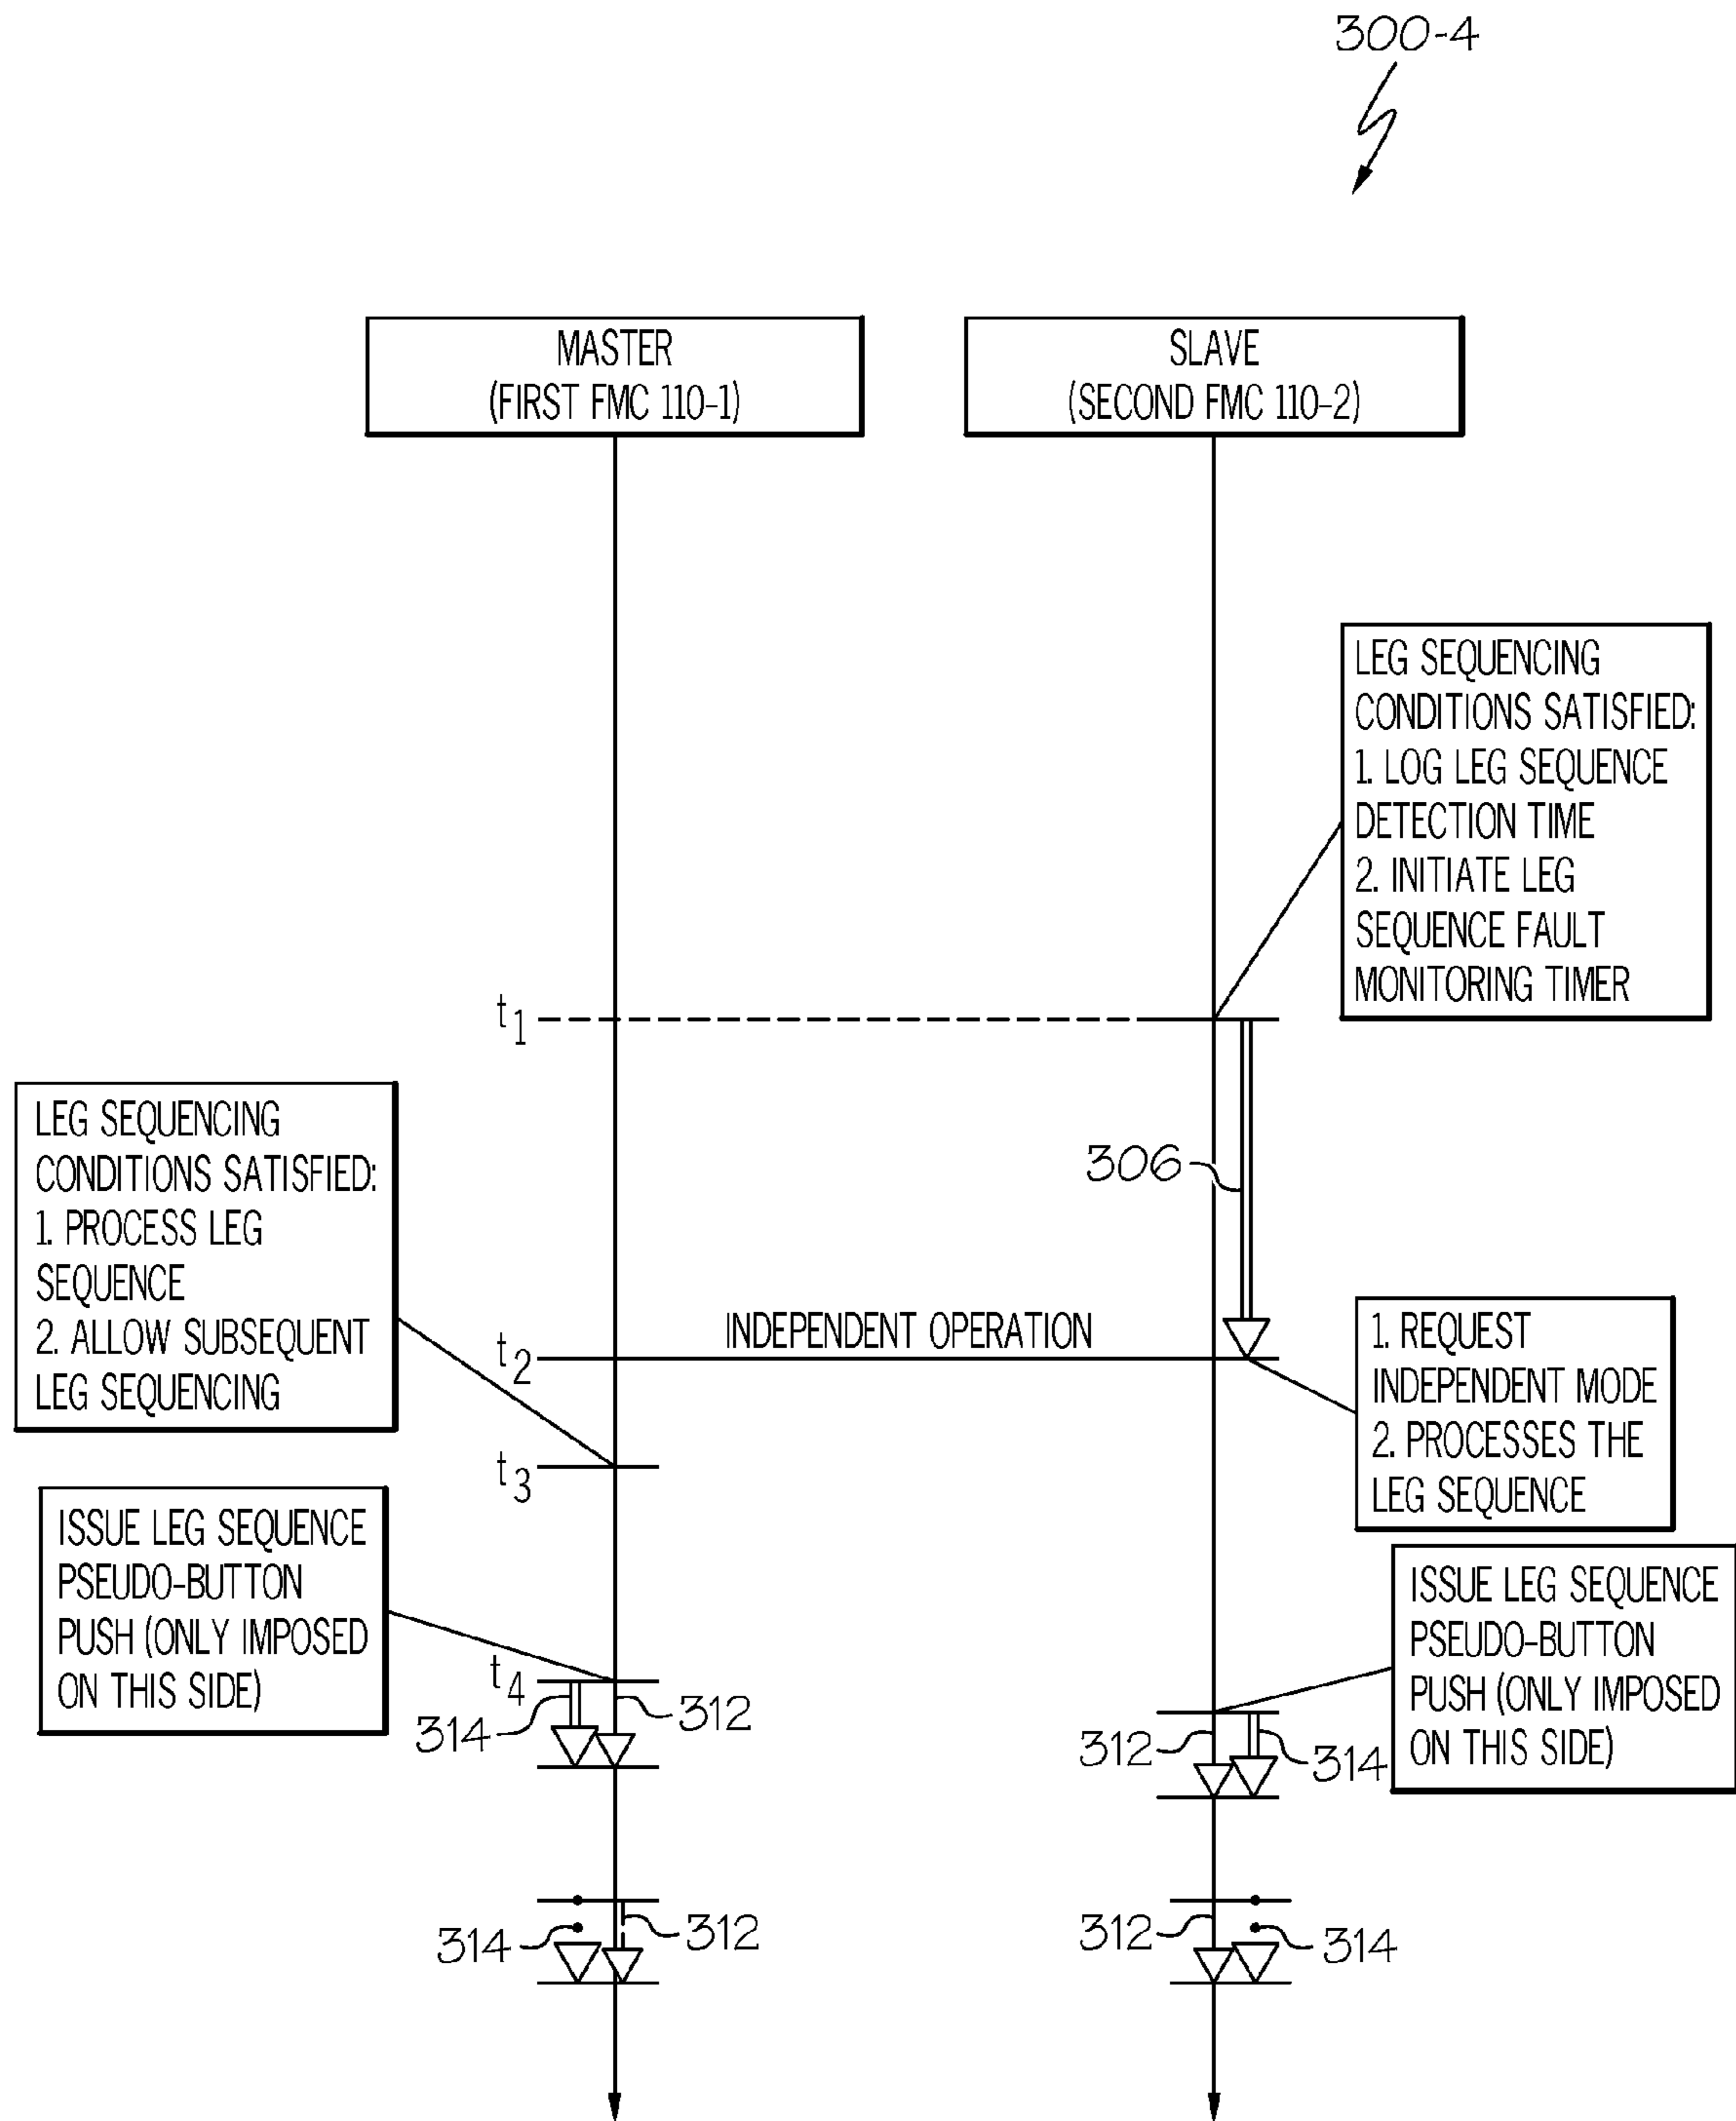 300-4
MASTER
(FIRST FMC 110-1)
SLAVE
(SECOND FMC 110-2)
LEG SEQUENCING
CONDITIONS SATISFIED:
1. LOG LEG SEQUENCE
DETECTION TIME
2. INITIATE LEG
SEQUENCE FAULT
MONITORING TIMER
t1
306
LEG SEQUENCING
CONDITIONS SATISFIED:
1. PROCESS LEG
SEQUENCE
2. ALLOW SUBSEQUENT
LEG SEQUENCING
INDEPENDENT OPERATION
t2
1. REQUEST
INDEPENDENT MODE
2. PROCESSES THE
LEG SEQUENCE
t3
ISSUE LEG SEQUENCE
PSEUDO-BUTTON
PUSH (ONLY IMPOSED
ON THIS SIDE)
t4
314
312
ISSUE LEG SEQUENCE
PSEUDO-BUTTON
PUSH (ONLY IMPOSED
ON THIS SIDE)
312
314
314
312
312
314